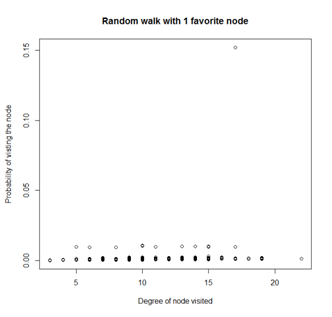 Random walk with 1 favorite node
0.15
0.10
0.05
0.00
Probability of visting the node
5 10 15 20
Degree of node visited